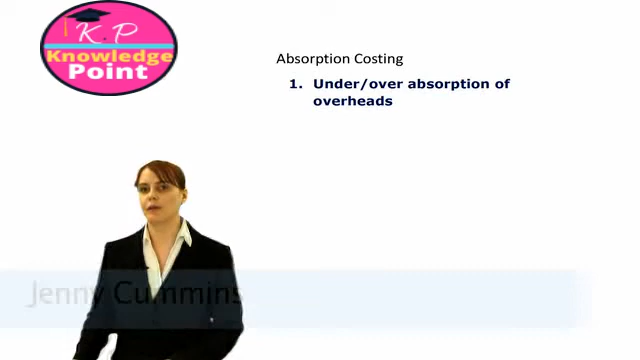 K.P
Knowledge
Point
Absorption Costing
1. Under/over absorption of
overheads
Jenny Cummins